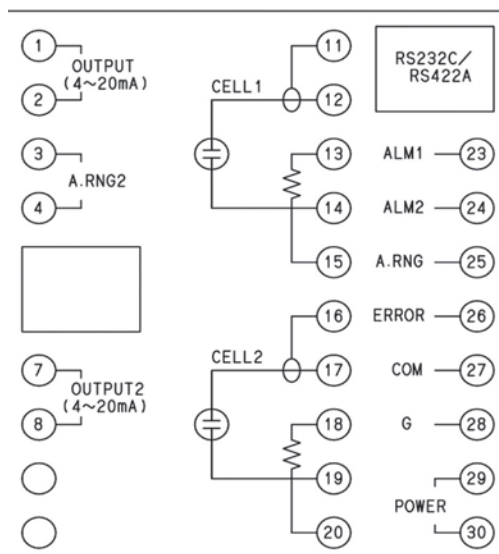 1
OUTPUT
(4~20mA)
2
3
A.RNG2
4
7
OUTPUT2
(4~20mA)
8
11
CELL1
12
13
14
15
16
CELL2
17
18
19
20
RS232C/
RS422A
ALM1 23
ALM2 24
A.RNG 25
ERROR 26
COM 27
G 28
29
POWER
30